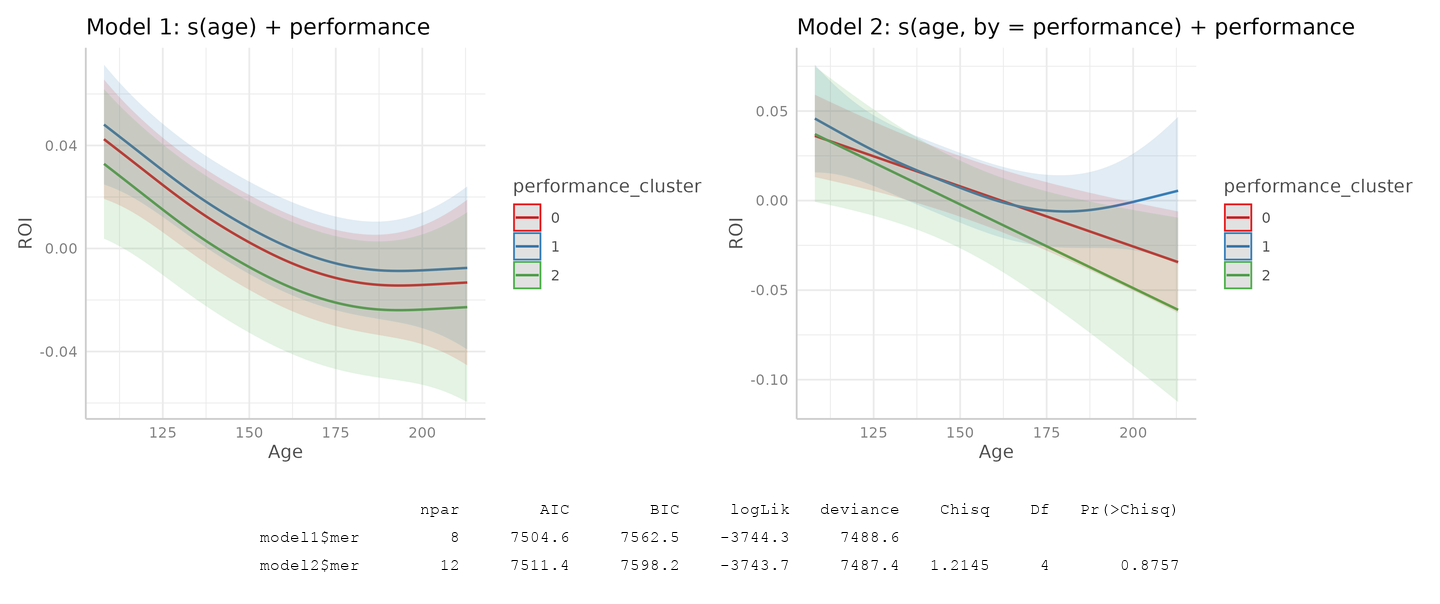 Model 1: s(age) + performance
0.04
0.00
-0.04
125 150 175 200
Age
ROI
performance_cluster
0
1
2
Model 2: s(age, by = performance) + performance
0.05
0.00
-0.05
-0.10
125 150 175 200
Age
ROI
performance_cluster
0
1
2
npar AIC BIC logLik deviance Chisq Df Pr(>Chisq)
model1$mer 8 7504.6 7562.5 -3744.3 7488.6
model2$mer 12 7511.4 7598.2 -3743.7 7487.4 1.2145 4 0.8757